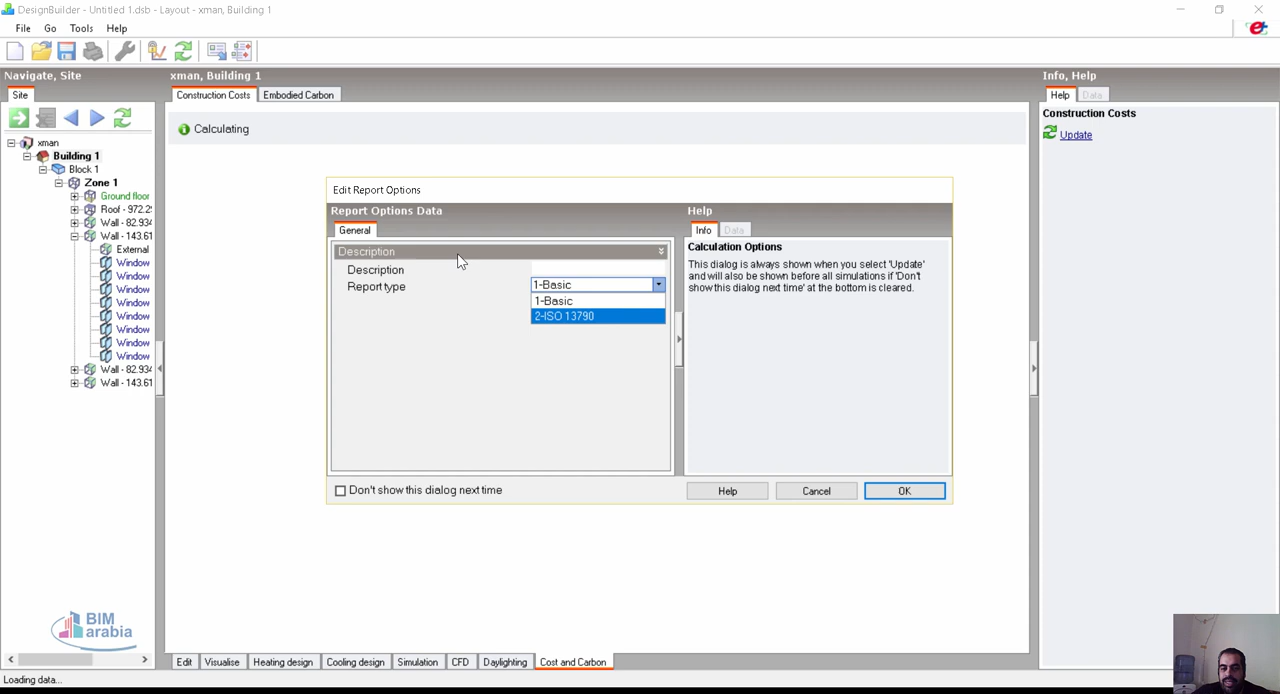 DesignBuilder - Untitled 1.dsb - Layout - xman, Building 1
File Go Tools Help
Navigate, Site
Site
xman
Building 1
Block 1
Zone 1
Ground floor
Roof - 972.2
Wall - 82.934
Wall - 143.61
External
Window
Window
Window
Window
Window
Window
Window
Window
Wall - 82.934
Wall - 143.61
BIM
arabia
xman, Building 1
Construction Costs Embodied Carbon
Calculating
Edit Report Options
Report Options Data
General
Description
Description
Report type
1-Basic
1-Basic
2-ISO 13790
Help
Info Data
Calculation Options
This dialog is always shown when you select 'Update'
and will also be shown before all simulations if 'Don't
show this dialog next time' at the bottom is cleared.
Don't show this dialog next time
Help Cancel OK
Edit Visualise Heating design Cooling design Simulation CFD Daylighting Cost and Carbon
Info, Help
Help Data
Construction Costs
Update
Loading data...